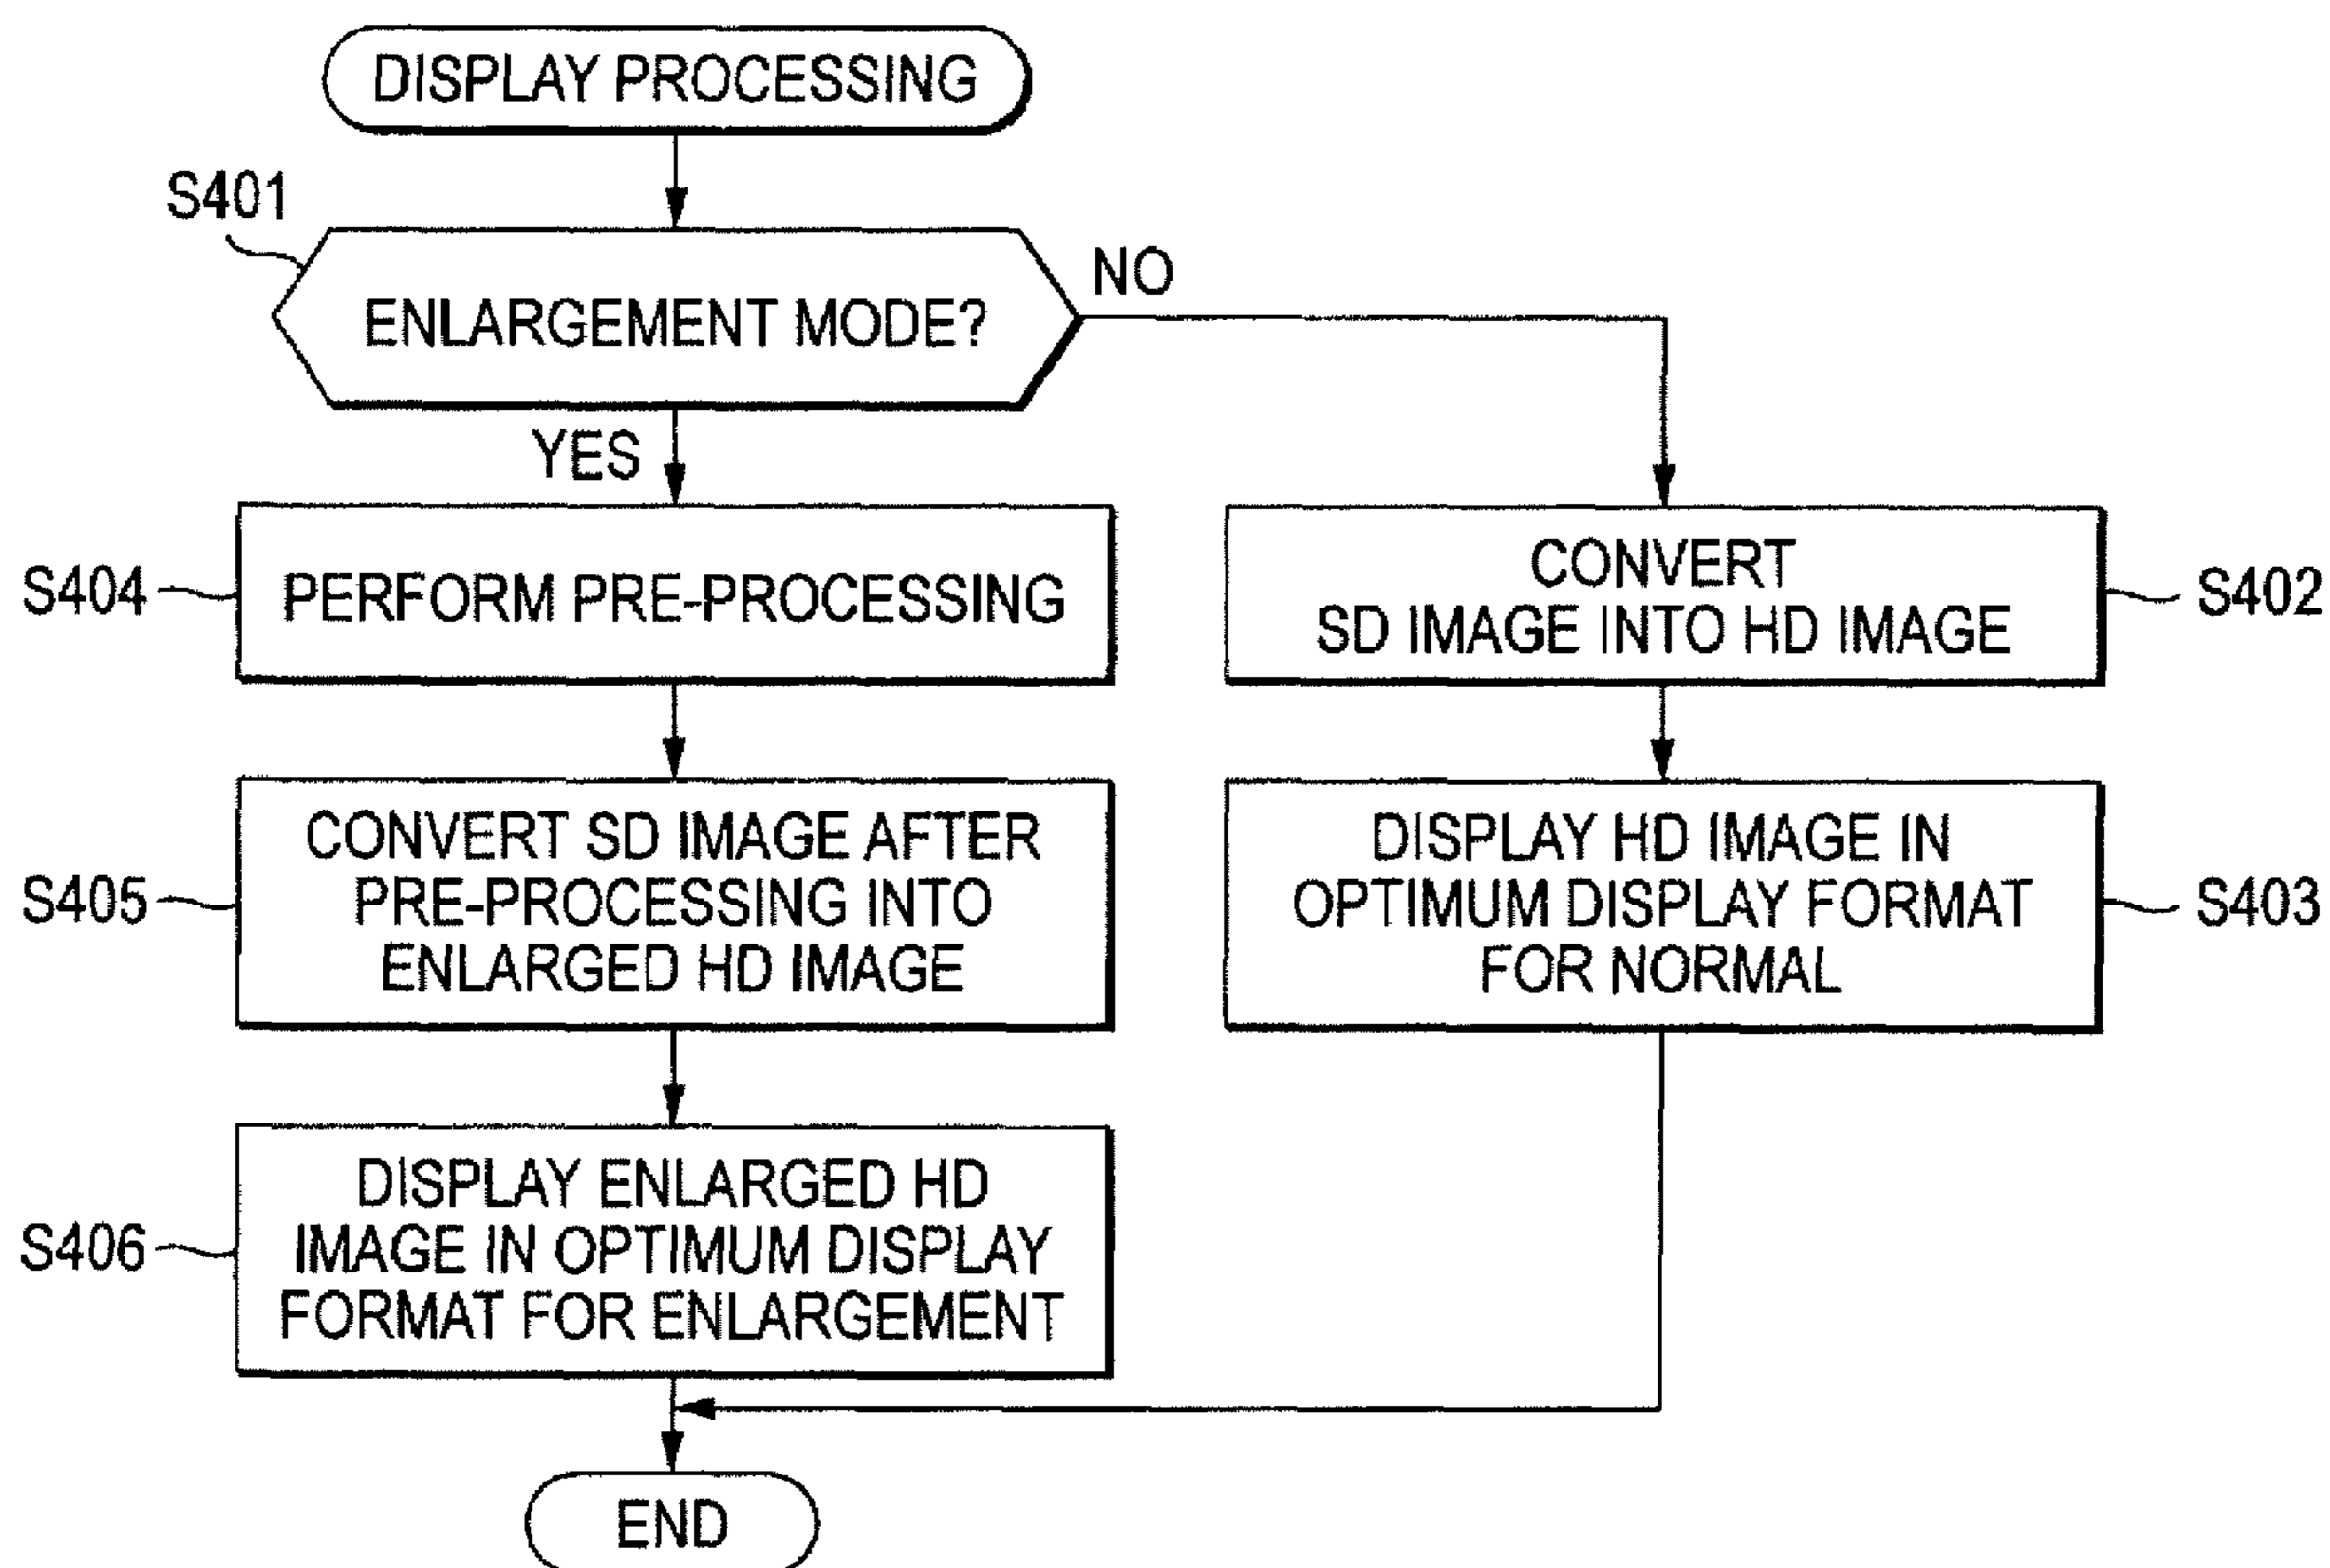 DISPLAY PROCESSING
S401
ENLARGEMENT MODE?
NO
YES
S404
PERFORM PRE-PROCESSING
CONVERT
SD IMAGE INTO HD IMAGE
S402
S405
CONVERT SD IMAGE AFTER
PRE-PROCESSING INTO
ENLARGED HD IMAGE
DISPLAY HD IMAGE IN
OPTIMUM DISPLAY FORMAT
FOR NORMAL
S403
S406
DISPLAY ENLARGED HD
IMAGE IN OPTIMUM DISPLAY
FORMAT FOR ENLARGEMENT
END